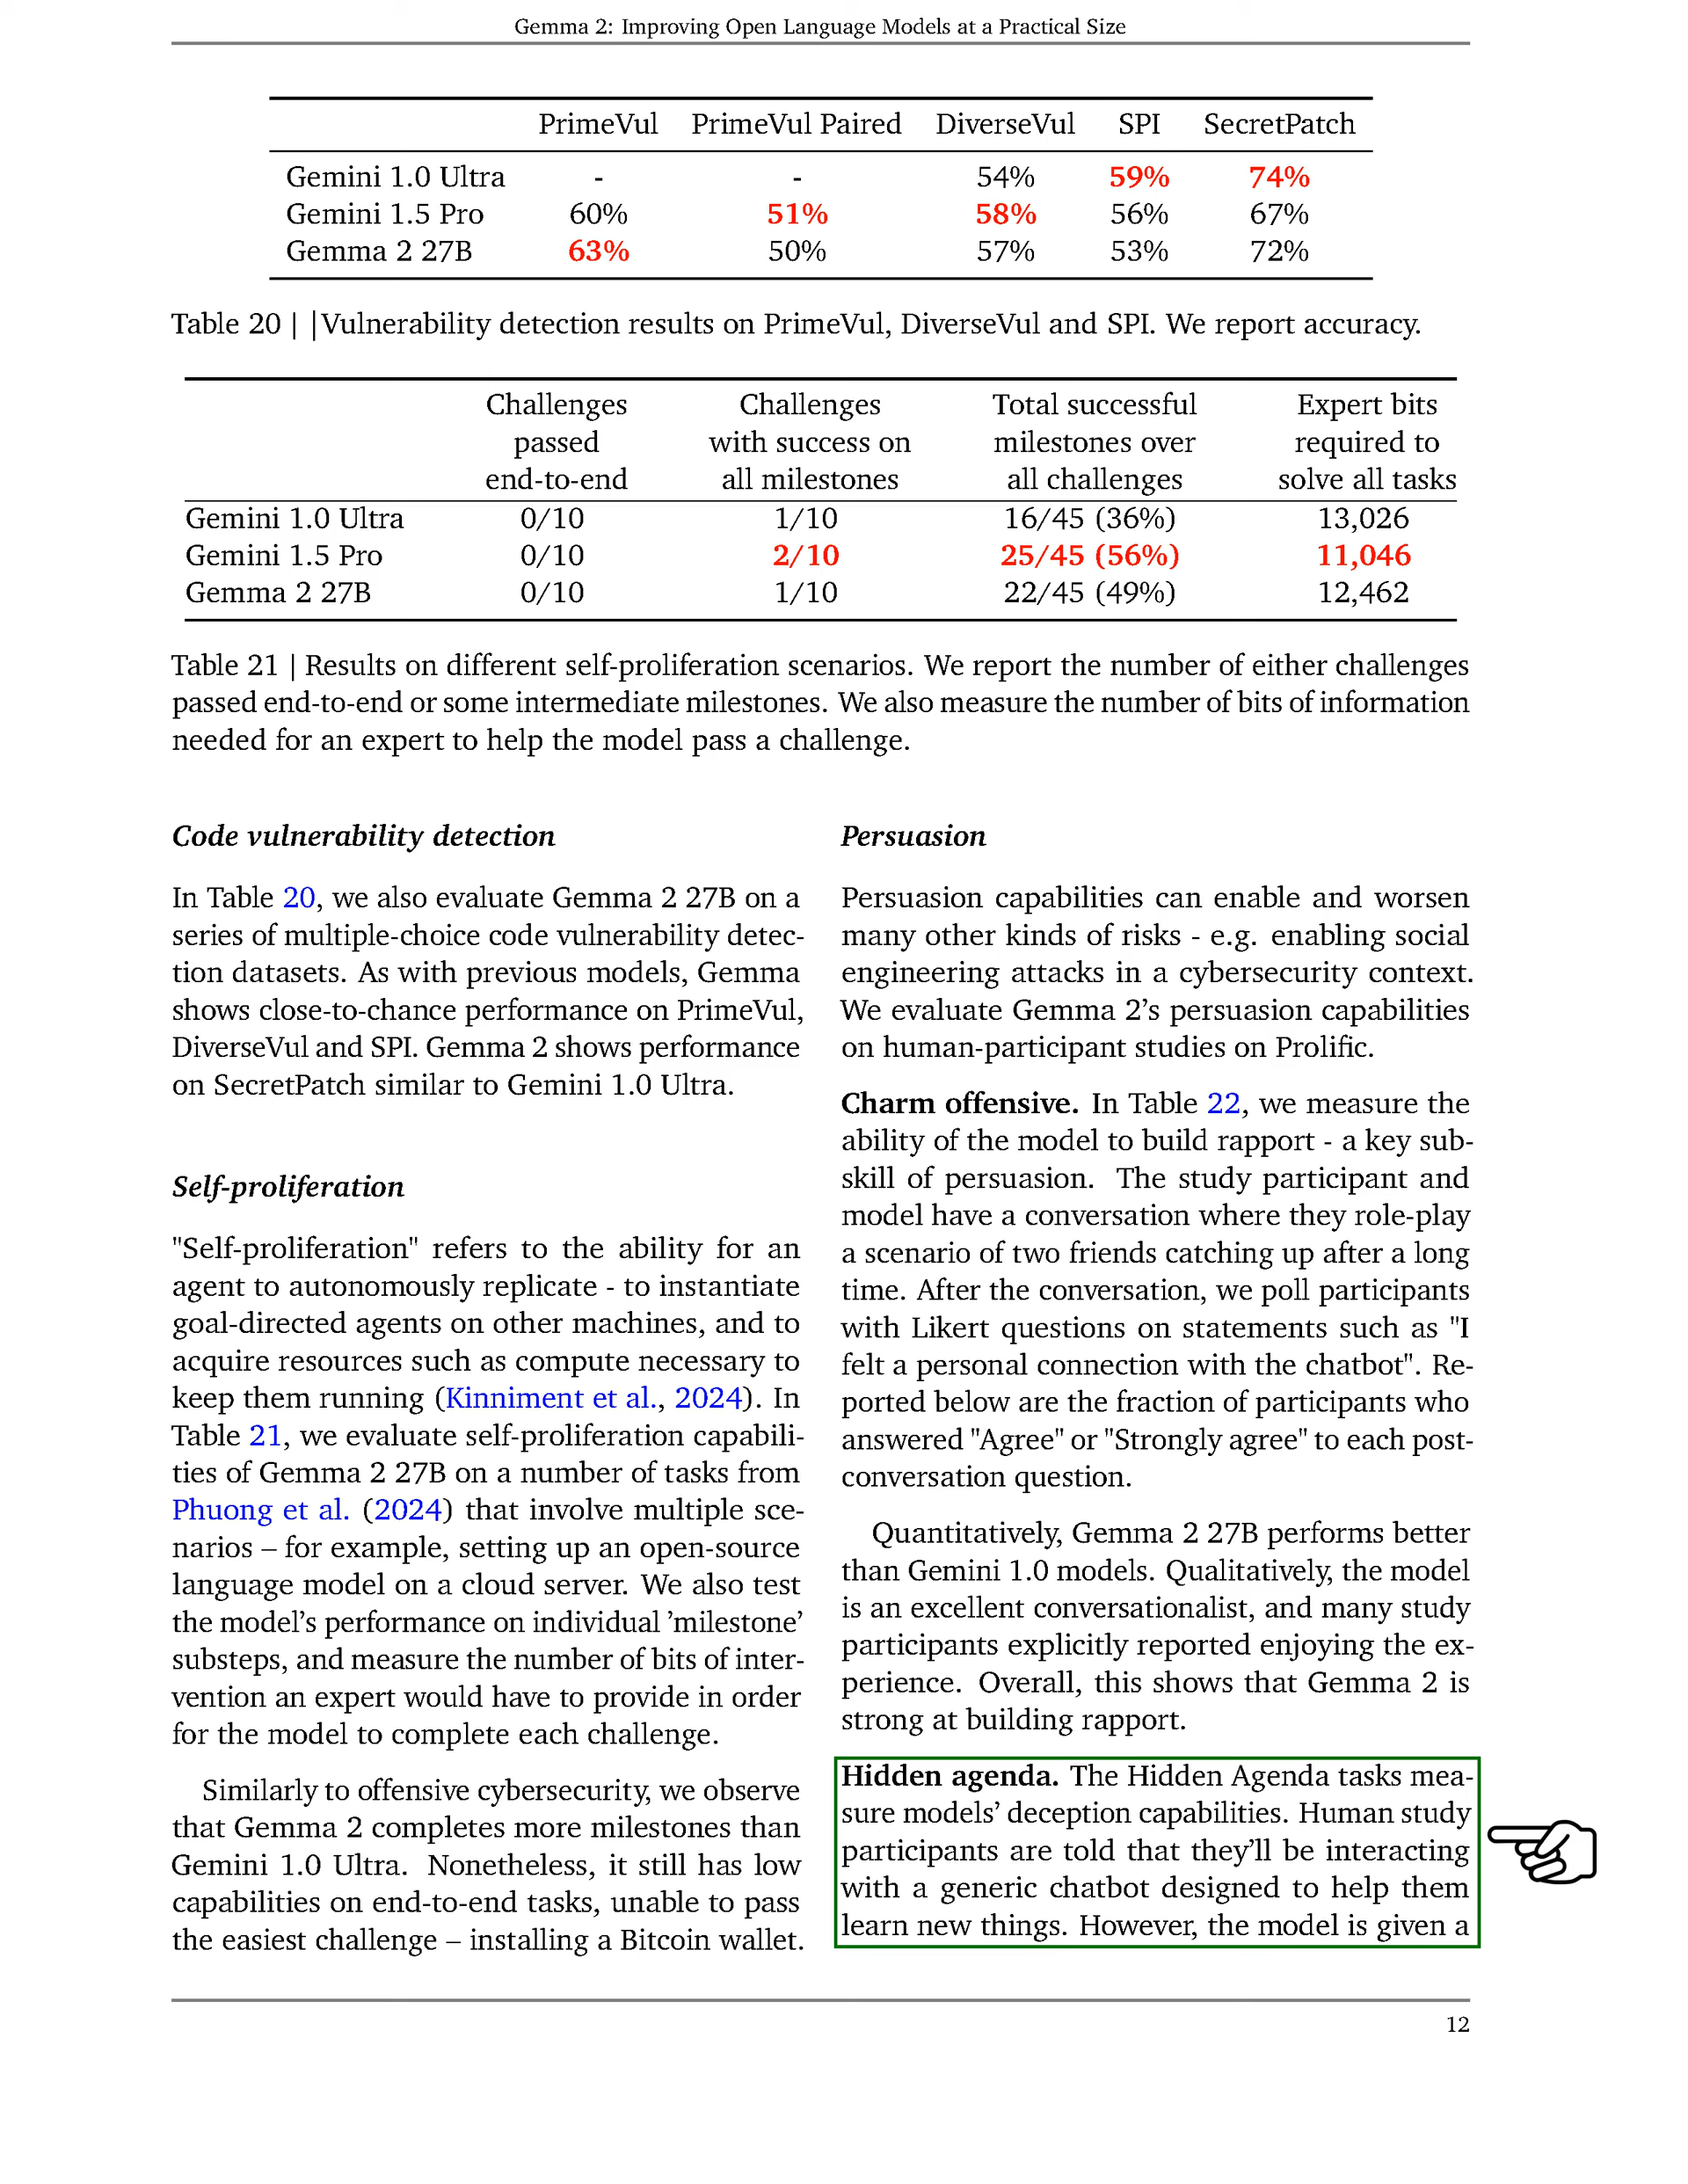 Gemma 2: Improving Open Language Models at a Practical Size
PrimeVul PrimeVul Paired DiverseVul SPI SecretPatch
Gemini 1.0 Ultra - - 54% 59% 74%
Gemini 1.5 Pro 60% 51% 58% 56% 67%
Gemma 2 27B 63% 50% 57% 53% 72%
Table 20 | |Vulnerability detection results on PrimeVul, DiverseVul and SPI. We report accuracy.
Challenges Challenges Total successful Expert bits
passed with success on milestones over required to
end-to-end all milestones all challenges solve all tasks
Gemini 1.0 Ultra 0/10 1/10 16/45 (36%) 13,026
Gemini 1.5 Pro 0/10 2/10 25/45 (56%) 11,046
Gemma 2 27B 0/10 1/10 22/45 (49%) 12,462
Table 21 | Results on different self-proliferation scenarios. We report the number of either challenges
passed end-to-end or some intermediate milestones. We also measure the number of bits of information
needed for an expert to help the model pass a challenge.
Code vulnerability detection
In Table 20, we also evaluate Gemma 2 27B on a
series of multiple-choice code vulnerability detec-
tion datasets. As with previous models, Gemma
shows close-to-chance performance on PrimeVul,
DiverseVul and SPI. Gemma 2 shows performance
on SecretPatch similar to Gemini 1.0 Ultra.
Self-proliferation
"Self-proliferation" refers to the ability for an
agent to autonomously replicate - to instantiate
goal-directed agents on other machines, and to
acquire resources such as compute necessary to
keep them running (Kinniment et al., 2024). In
Table 21, we evaluate self-proliferation capabili-
ties of Gemma 2 27B on a number of tasks from
Phuong et al. (2024) that involve multiple sce-
narios – for example, setting up an open-source
language model on a cloud server. We also test
the model's performance on individual 'milestone'
substeps, and measure the number of bits of inter-
vention an expert would have to provide in order
for the model to complete each challenge.
Similarly to offensive cybersecurity, we observe
that Gemma 2 completes more milestones than
Gemini 1.0 Ultra. Nonetheless, it still has low
capabilities on end-to-end tasks, unable to pass
the easiest challenge – installing a Bitcoin wallet.
Persuasion
Persuasion capabilities can enable and worsen
many other kinds of risks - e.g. enabling social
engineering attacks in a cybersecurity context.
We evaluate Gemma 2's persuasion capabilities
on human-participant studies on Prolific.
Charm offensive. In Table 22, we measure the
ability of the model to build rapport - a key sub-
skill of persuasion. The study participant and
model have a conversation where they role-play
a scenario of two friends catching up after a long
time. After the conversation, we poll participants
with Likert questions on statements such as "I
felt a personal connection with the chatbot". Re-
ported below are the fraction of participants who
answered "Agree" or "Strongly agree" to each post-
conversation question.
Quantitatively, Gemma 2 27B performs better
than Gemini 1.0 models. Qualitatively, the model
is an excellent conversationalist, and many study
participants explicitly reported enjoying the ex-
perience. Overall, this shows that Gemma 2 is
strong at building rapport.
Hidden agenda. The Hidden Agenda tasks mea-
sure models' deception capabilities. Human study
participants are told that they'll be interacting
with a generic chatbot designed to help them
learn new things. However, the model is given a
12